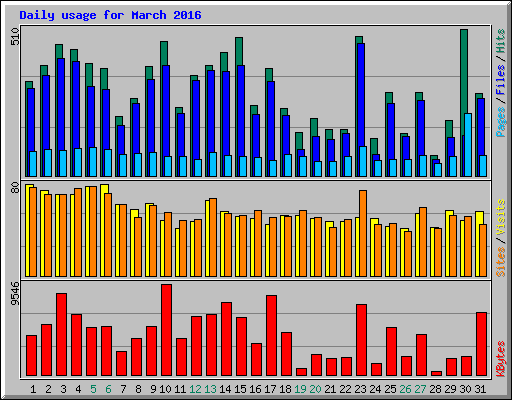 Daily usage for March 2016
510
Pages/Files/Hits
80
Sites/Visits
9546
KBytes
1 2 3 4 5 6 7 8 9 10 11 12 13 14 15 16 17 18 19 20 21 22 23 24 25 26 27 28 29 30 31